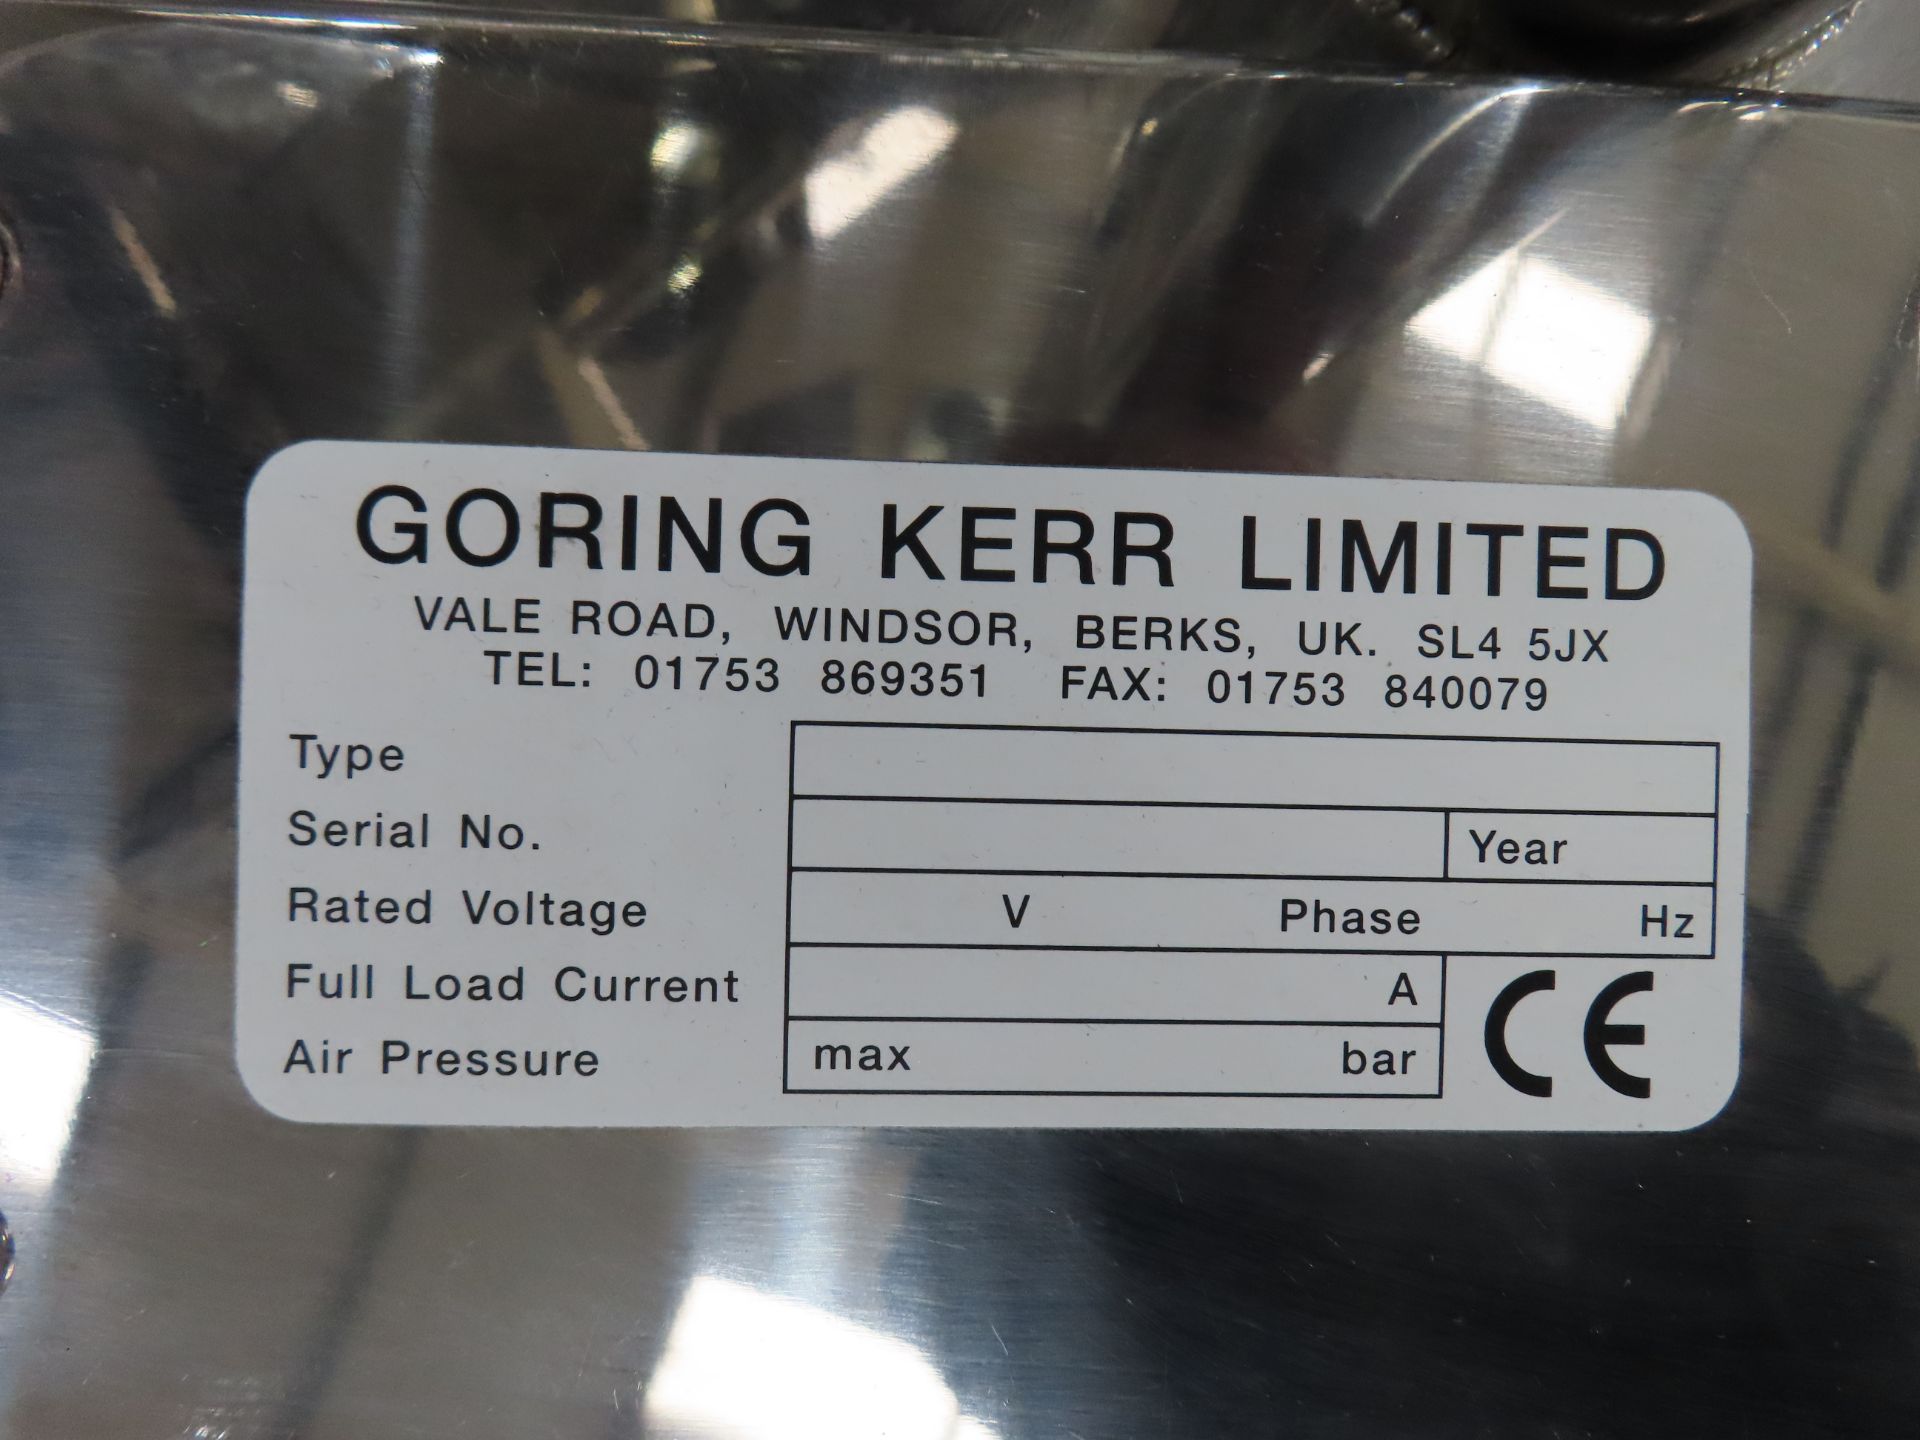 GORING KERR LIMITED
VALE ROAD, WINDSOR, BERKS, UK. SL4 5JX
TEL: 01753 869351 FAX: 01753 840079
Type
Serial No. Year
Rated Voltage V Phase Hz
Full Load Current A
Air Pressure max bar
CE